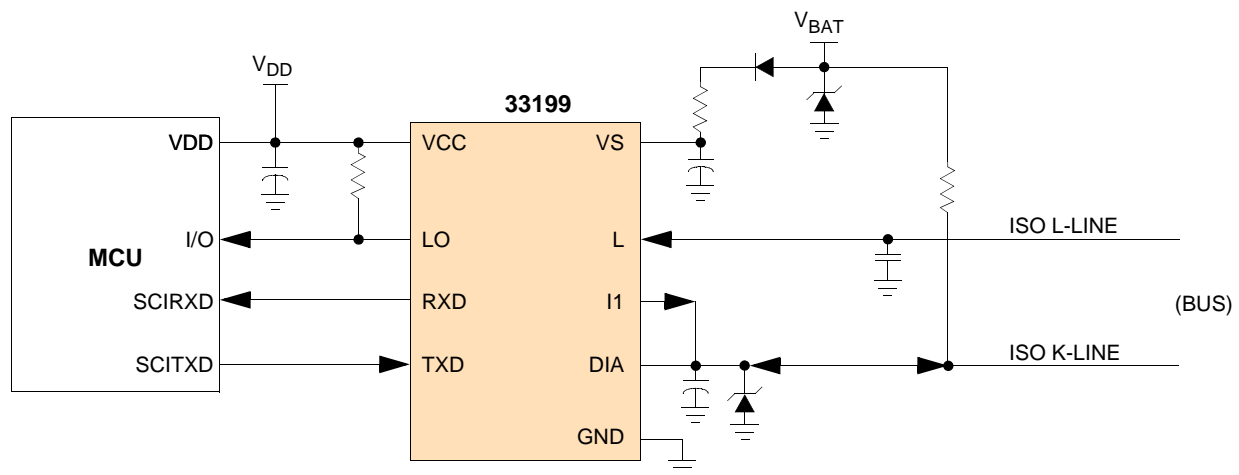 V_BAT
V_DD
33199
VDD
VCC
VS
I/O
LO
L
ISO L-LINE
MCU
SCIRXD
RXD
I1
(BUS)
ISO K-LINE
SCITXD
TXD
DIA
GND